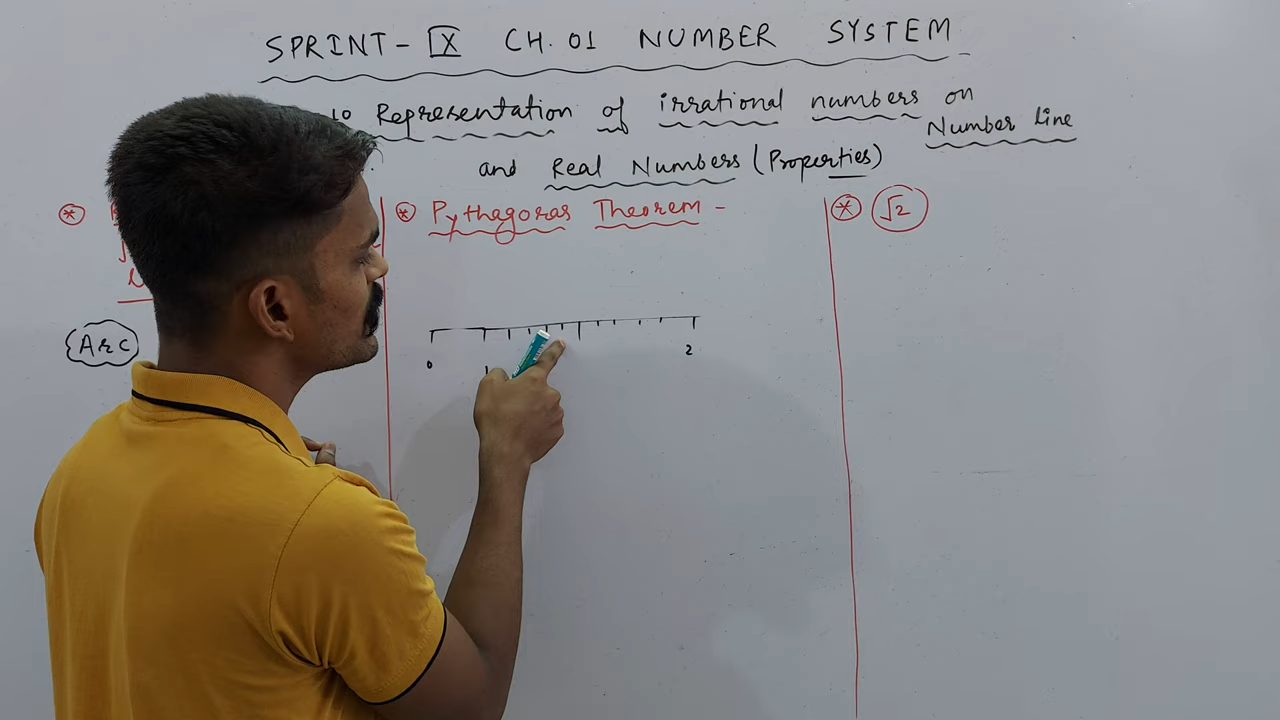 SPRINT- IX CH. 01 NUMBER SYSTEM
Representation of irrational numbers on
Number Line
and Real Numbers (Properties)
* Pythagoras Theorem -
* √2
Arc
0 1 2